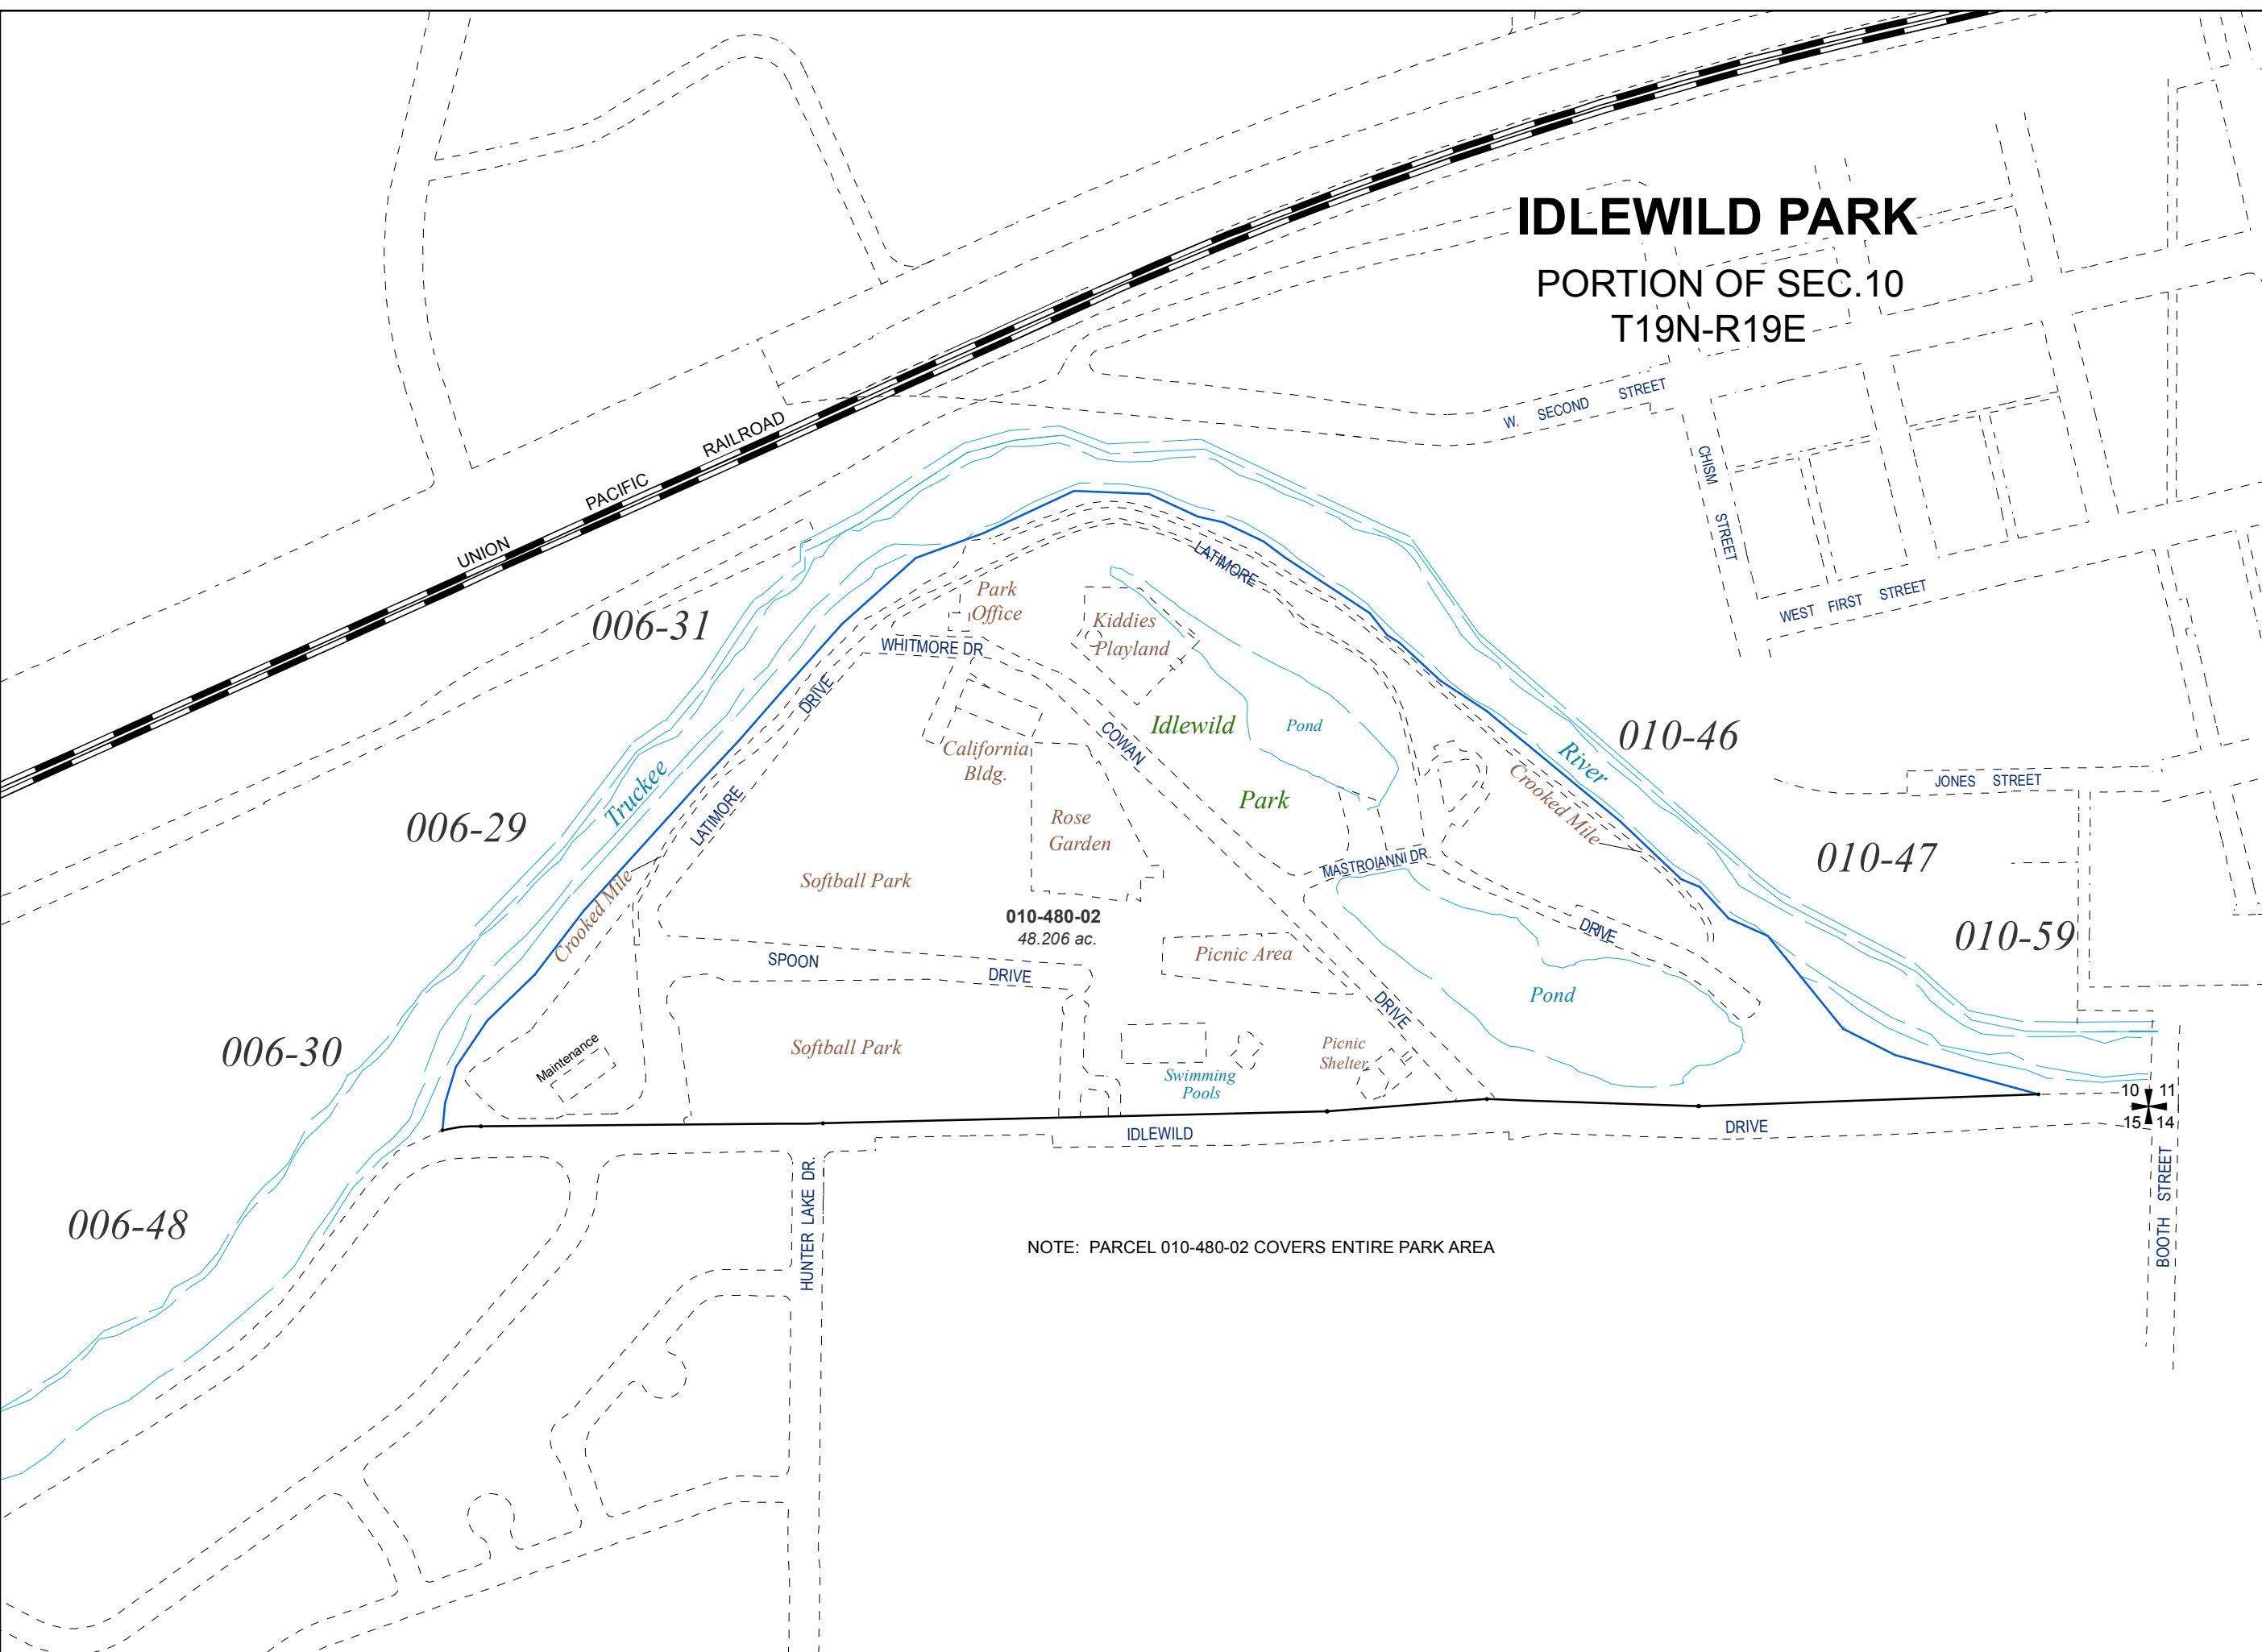 IDLEWILD PARK
PORTION OF SEC.10
T19N-R19E
UNION PACIFIC RAILROAD
W. SECOND STREET
CHISM STREET
WEST FIRST STREET
LATIMORE
006-31
Park
Office
Kiddies
Playland
WHITMORE DR
DRIVE
COWAN
Idlewild
Pond
010-46
California
Bldg.
Truckee
River
JONES STREET
LATIMORE
Park
Crooked Mile
006-29
Rose
Garden
010-47
MASTROIANNI DR.
Softball Park
Crooked Mile
010-480-02
48.206 ac.
DRIVE
010-59
Picnic Area
SPOON DRIVE
Pond
DRIVE
006-30
Maintenance
Softball Park
Picnic
Shelter
Swimming
Pools
10 11
15 14
IDLEWILD DRIVE
HUNTER LAKE DR.
BOOTH STREET
006-48
NOTE: PARCEL 010-480-02 COVERS ENTIRE PARK AREA